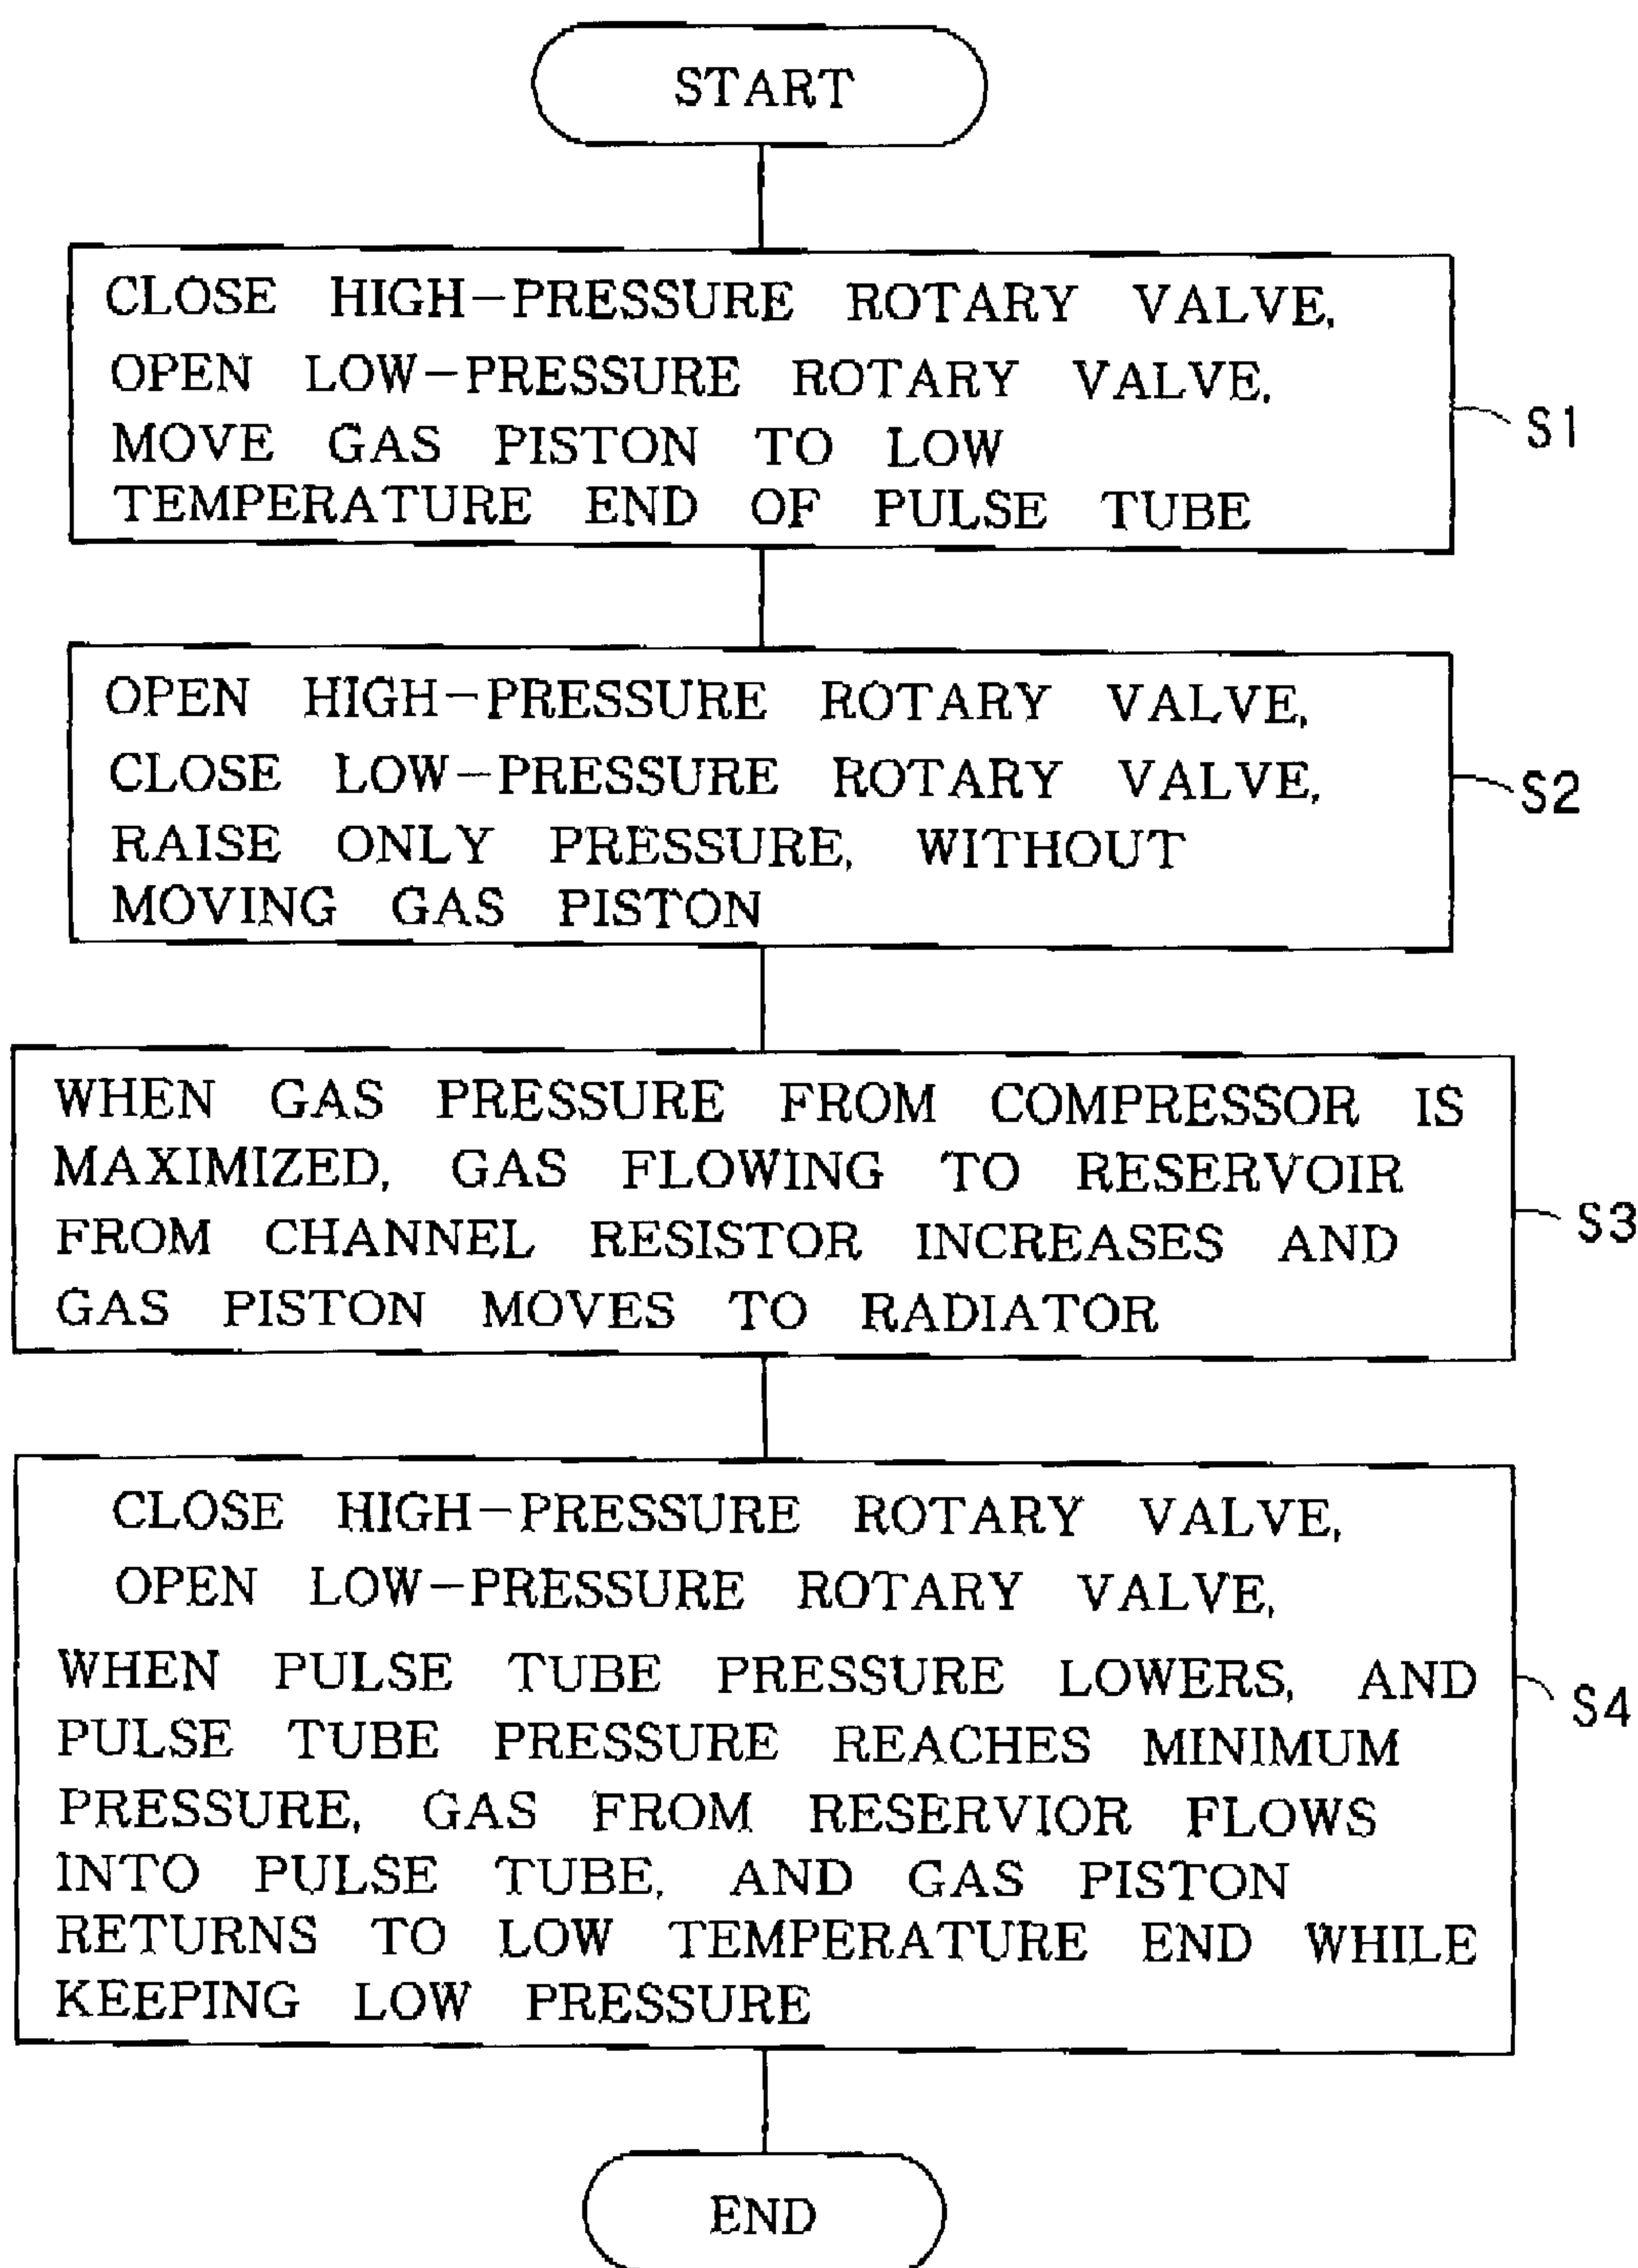 START
CLOSE HIGH-PRESSURE ROTARY VALVE,
OPEN LOW-PRESSURE ROTARY VALVE,
MOVE GAS PISTON TO LOW
TEMPERATURE END OF PULSE TUBE
S1
OPEN HIGH-PRESSURE ROTARY VALVE,
CLOSE LOW-PRESSURE ROTARY VALVE,
RAISE ONLY PRESSURE, WITHOUT
MOVING GAS PISTON
S2
WHEN GAS PRESSURE FROM COMPRESSOR IS
MAXIMIZED, GAS FLOWING TO RESERVOIR
FROM CHANNEL RESISTOR INCREASES AND
GAS PISTON MOVES TO RADIATOR
S3
CLOSE HIGH-PRESSURE ROTARY VALVE,
OPEN LOW-PRESSURE ROTARY VALVE,
WHEN PULSE TUBE PRESSURE LOWERS, AND
PULSE TUBE PRESSURE REACHES MINIMUM
PRESSURE, GAS FROM RESERVIOR FLOWS
INTO PULSE TUBE, AND GAS PISTON
RETURNS TO LOW TEMPERATURE END WHILE
KEEPING LOW PRESSURE
S4
END